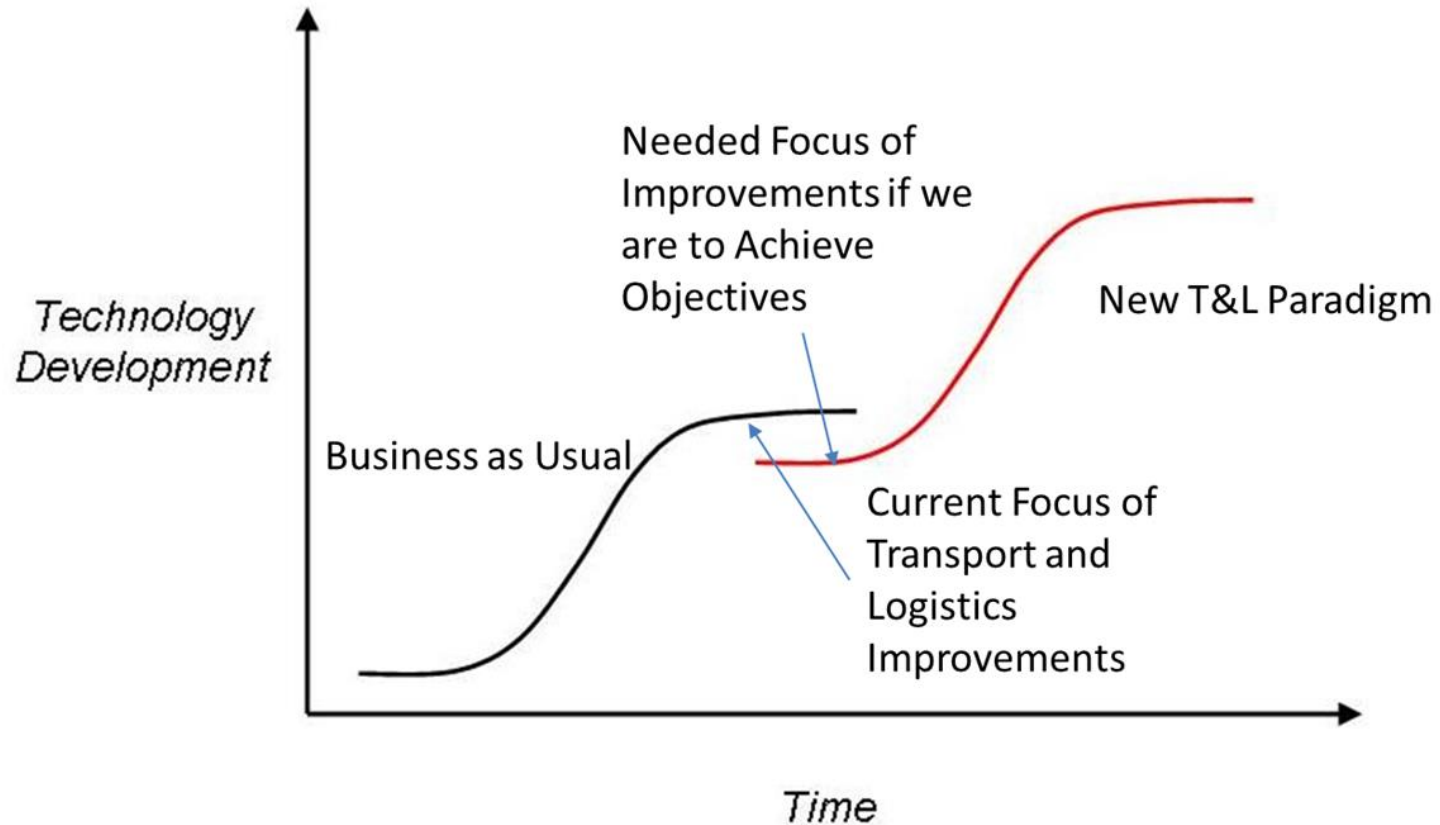 Needed Focus of
Improvements if we
are to Achieve
Objectives
Technology
Development
New T&L Paradigm
Business as Usual
Current Focus of
Transport and
Logistics
Improvements
Time